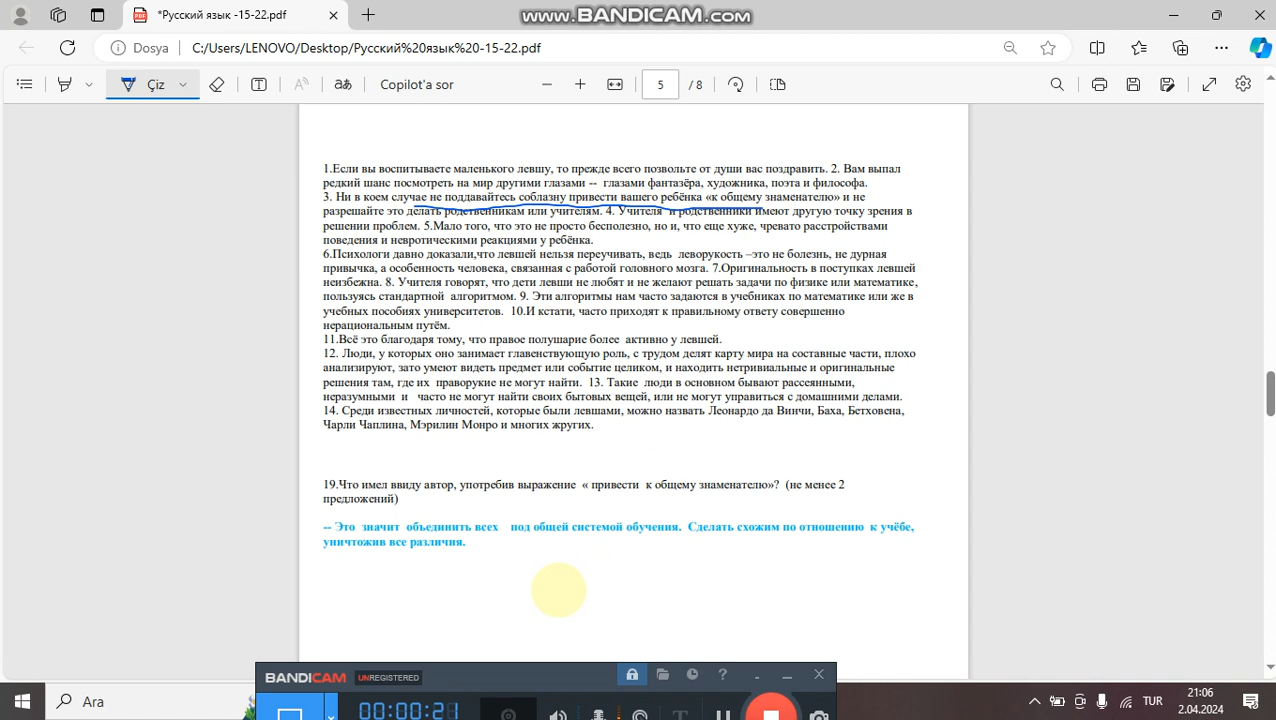 www.BANDICAM.com
*Русский язык -15-22.pdf
Dosya
C:/Users/LENOVO/Desktop/Русский%20язык%20-15-22.pdf
Çiz
Copilot'a sor
5 / 8
1.Если вы воспитываете маленького левшу, то прежде всего позвольте от души вас поздравить. 2. Вам выпал
редкий шанс посмотреть на мир другими глазами -- глазами фантазёра, художника, поэта и философа.
3. Ни в коем случае не поддавайтесь соблазну привести вашего ребёнка «к общему знаменателю» и не
разрешайте это делать родственникам или учителям. 4. Учителя и родственники имеют другую точку зрения в
решении проблем. 5.Мало того, что это не просто бесполезно, но и, что еще хуже, чревато расстройствами
поведения и невротическими реакциями у ребёнка.
6.Психологи давно доказали,что левшей нельзя переучивать, ведь леворукость –это не болезнь, не дурная
привычка, а особенность человека, связанная с работой головного мозга. 7.Оригинальность в поступках левшей
неизбежна. 8. Учителя говорят, что дети левши не любят и не желают решать задачи по физике или математике,
пользуясь стандартной алгоритмом. 9. Эти алгоритмы нам часто задаются в учебниках по математике или же в
учебных пособиях университетов. 10.И кстати, часто приходят к правильному ответу совершенно
нерациональным путём.
11.Всё это благодаря тому, что правое полушарие более активно у левшей.
12. Люди, у которых оно занимает главенствующую роль, с трудом делят карту мира на составные части, плохо
анализируют, зато умеют видеть предмет или событие целиком, и находить нетривиальные и оригинальные
решения там, где их праворукие не могут найти. 13. Такие люди в основном бывают рассеянными,
неразумными и часто не могут найти своих бытовых вещей, или не могут управиться с домашними делами.
14. Среди известных личностей, которые были левшами, можно назвать Леонардо да Винчи, Баха, Бетховена,
Чарли Чаплина, Мэрилин Монро и многих жругих.
19.Что имел ввиду автор, употребив выражение « привести к общему знаменателю»? (не менее 2
предложений)
-- Это значит объединить всех под общей системой обучения. Сделать схожим по отношению к учёбе,
уничтожив все различия.
BANDICAM UNREGISTERED
00:00:21
Ara
TUR
21:06
2.04.2024